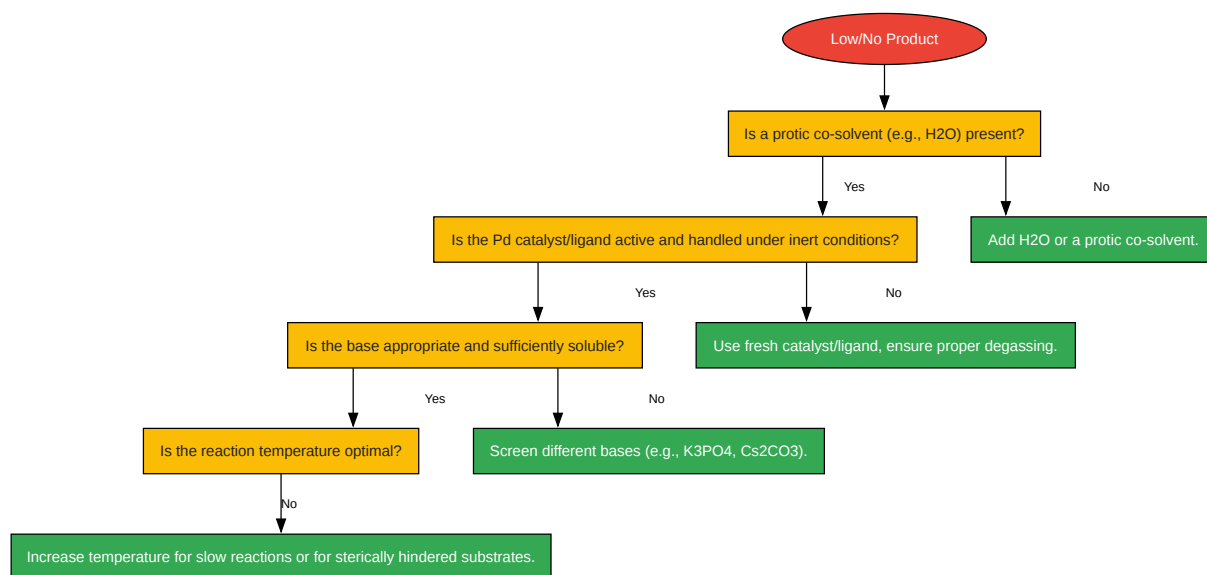 Low/No Product
Is a protic co-solvent (e.g., H2O) present?
Yes
No
Is the Pd catalyst/ligand active and handled under inert conditions?
Add H2O or a protic co-solvent.
Yes
No
Is the base appropriate and sufficiently soluble?
Use fresh catalyst/ligand, ensure proper degassing.
Yes
No
Is the reaction temperature optimal?
Screen different bases (e.g., K3PO4, Cs2CO3).
No
Increase temperature for slow reactions or for sterically hindered substrates.